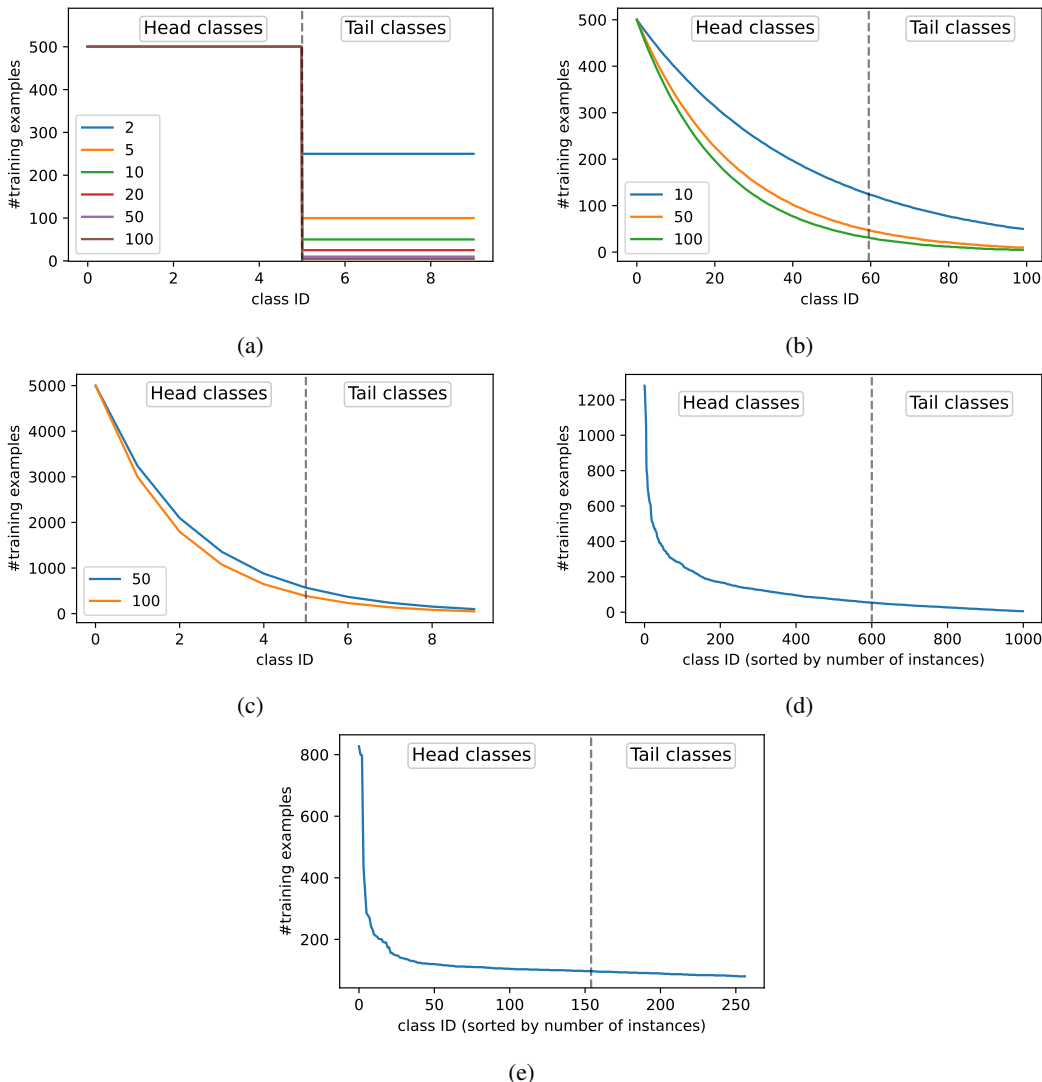 Head classes
Tail classes
#training examples
500
400
300
200
100
0
2
5
10
20
50
100
0
2
4
6
8
class ID
(a)
Head classes
Tail classes
#training examples
500
400
300
200
100
0
10
50
100
0
20
40
60
80
100
class ID
(b)
Head classes
Tail classes
#training examples
5000
4000
3000
2000
1000
0
50
100
0
2
4
6
8
class ID
(c)
Head classes
Tail classes
#training examples
1200
1000
800
600
400
200
0
0
200
400
600
800
1000
class ID (sorted by number of instances)
(d)
Head classes
Tail classes
#training examples
800
600
400
200
0
50
100
150
200
250
class ID (sorted by number of instances)
(e)